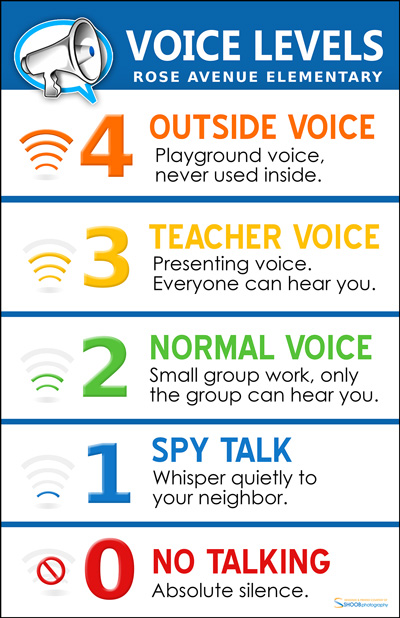 VOICE LEVELS
ROSE AVENUE ELEMENTARY
4 OUTSIDE VOICE
Playground voice,
never used inside.
3 TEACHER VOICE
Presenting voice.
Everyone can hear you.
2 NORMAL VOICE
Small group work, only
the group can hear you.
1 SPY TALK
Whisper quietly to
your neighbor.
0 NO TALKING
Absolute silence.
SHOOBphotography